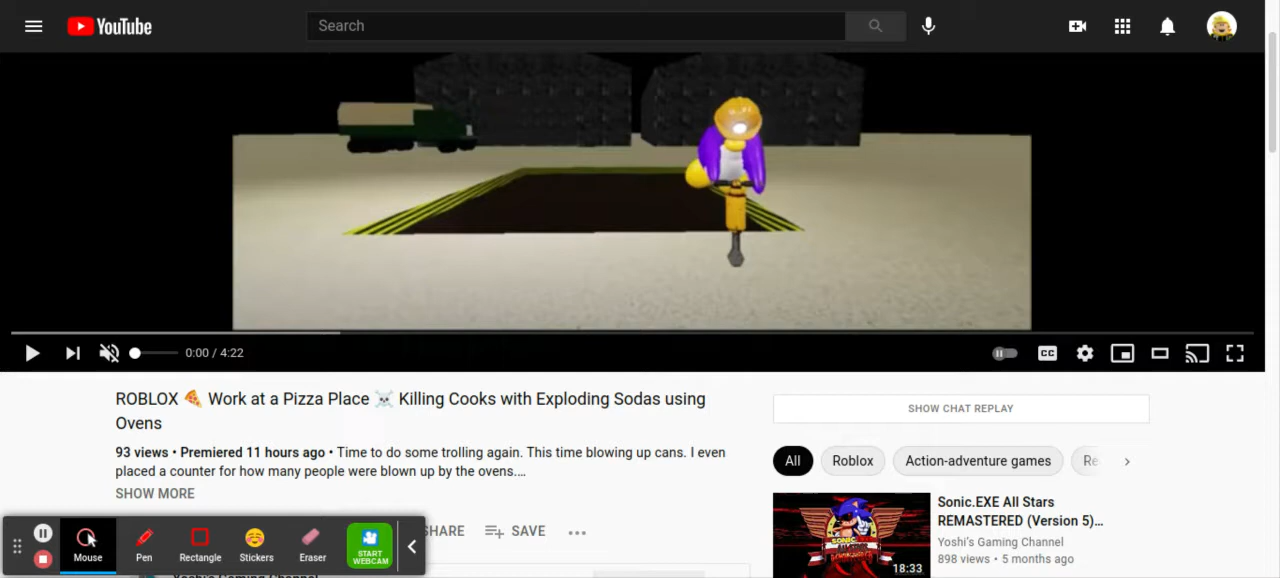 YouTube
Search
0:00 / 4:22
CC
ROBLOX 🍕 Work at a Pizza Place ☠️ Killing Cooks with Exploding Sodas using
Ovens
93 views • Premiered 11 hours ago • Time to do some trolling again. This time blowing up cans. I even
placed a counter for how many people were blown up by the ovens....
SHOW MORE
SHARE
SAVE
SHOW CHAT REPLAY
All
Roblox
Action-adventure games
Sonic.EXE All Stars
REMASTERED (Version 5)...
Yoshi's Gaming Channel
898 views • 5 months ago
18:33
Mouse
Pen
Rectangle
Stickers
Eraser
START
WEBCAM
Yoshi's Gaming Channel